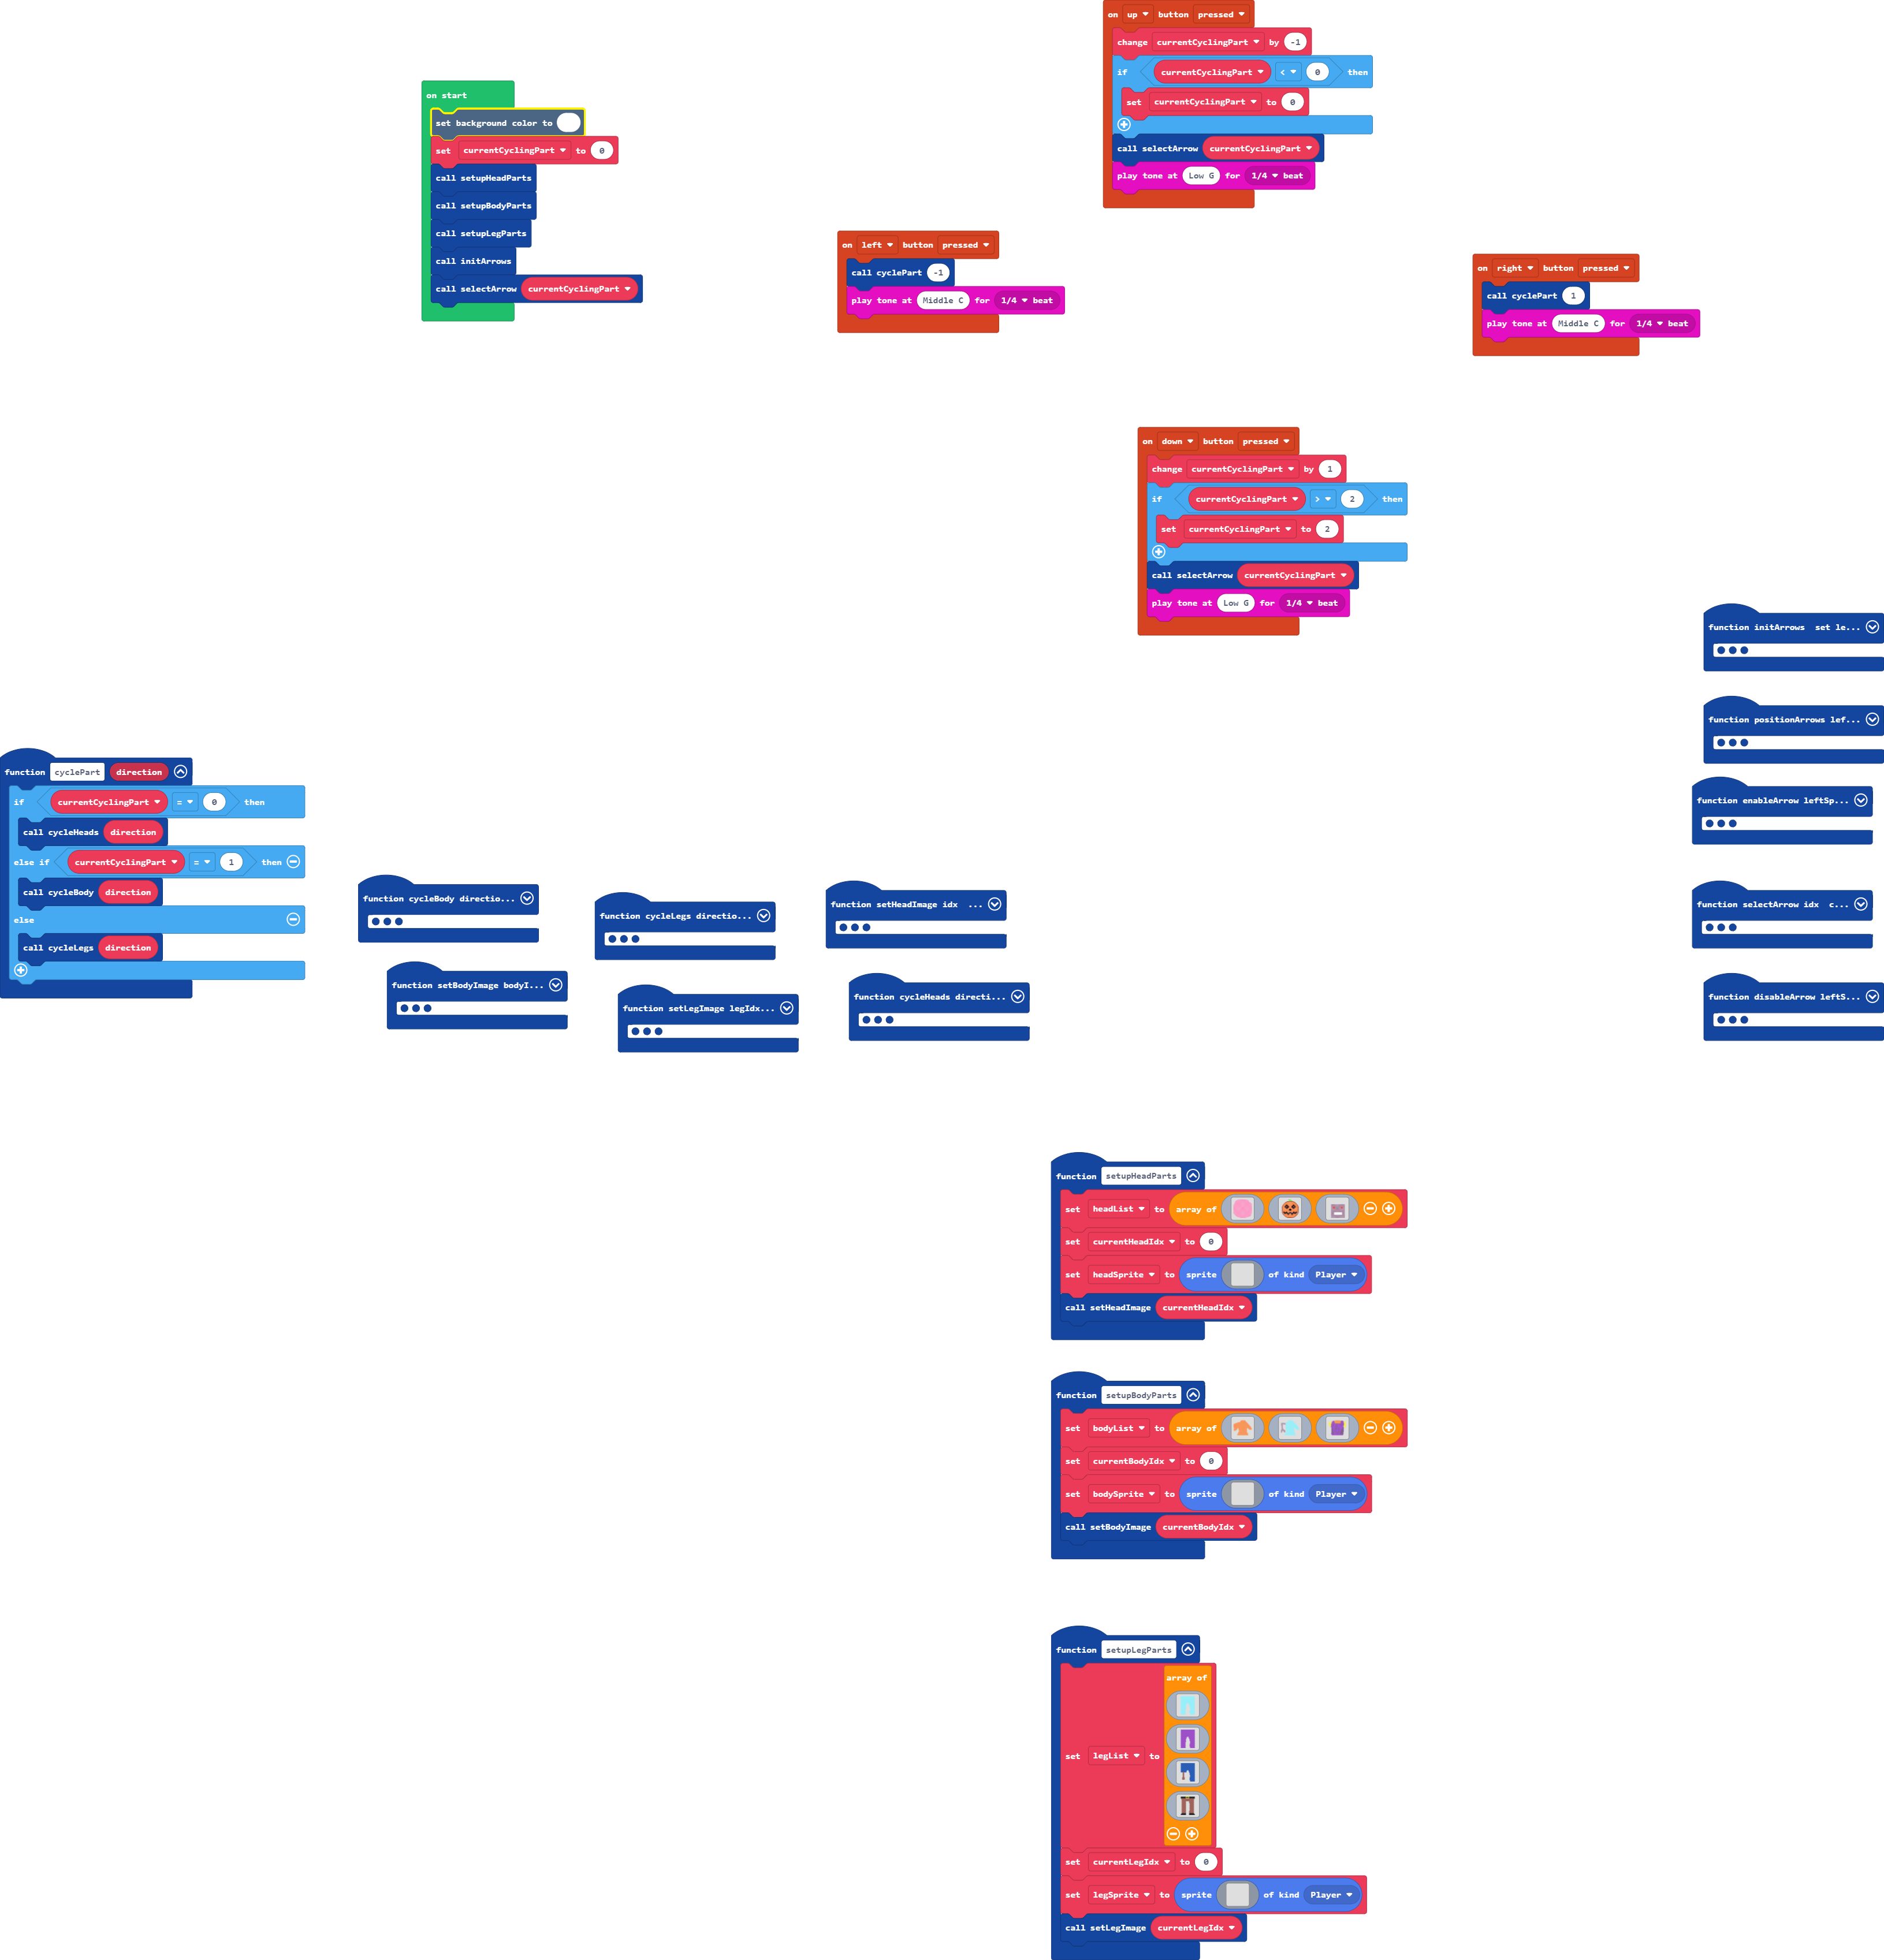 on start
set background color to
set currentCyclingPart to 0
call setupHeadParts
call setupBodyParts
call setupLegParts
call initArrows
call selectArrow currentCyclingPart
on left button pressed
call cyclePart -1
play tone at Middle C for 1/4 beat
on up button pressed
change currentCyclingPart by -1
if currentCyclingPart < 0 then
set currentCyclingPart to 0
call selectArrow currentCyclingPart
play tone at Low G for 1/4 beat
on right button pressed
call cyclePart 1
play tone at Middle C for 1/4 beat
on down button pressed
change currentCyclingPart by 1
if currentCyclingPart > 2 then
set currentCyclingPart to 2
call selectArrow currentCyclingPart
play tone at Low G for 1/4 beat
function initArrows set le...
function positionArrows lef...
function enableArrow leftSp...
function selectArrow idx c...
function disableArrow leftS...
function cyclePart direction
if currentCyclingPart = 0 then
call cycleHeads direction
else if currentCyclingPart = 1 then
call cycleBody direction
else
call cycleLegs direction
function cycleBody directio...
function setBodyImage bodyI...
function cycleLegs directio...
function setLegImage legIdx...
function setHeadImage idx ...
function cycleHeads directi...
function setupHeadParts
set headList to array of
set currentHeadIdx to 0
set headSprite to sprite of kind Player
call setHeadImage currentHeadIdx
function setupBodyParts
set bodyList to array of
set currentBodyIdx to 0
set bodySprite to sprite of kind Player
call setBodyImage currentBodyIdx
function setupLegParts
set legList to array of
set currentLegIdx to 0
set legSprite to sprite of kind Player
call setLegImage currentLegIdx